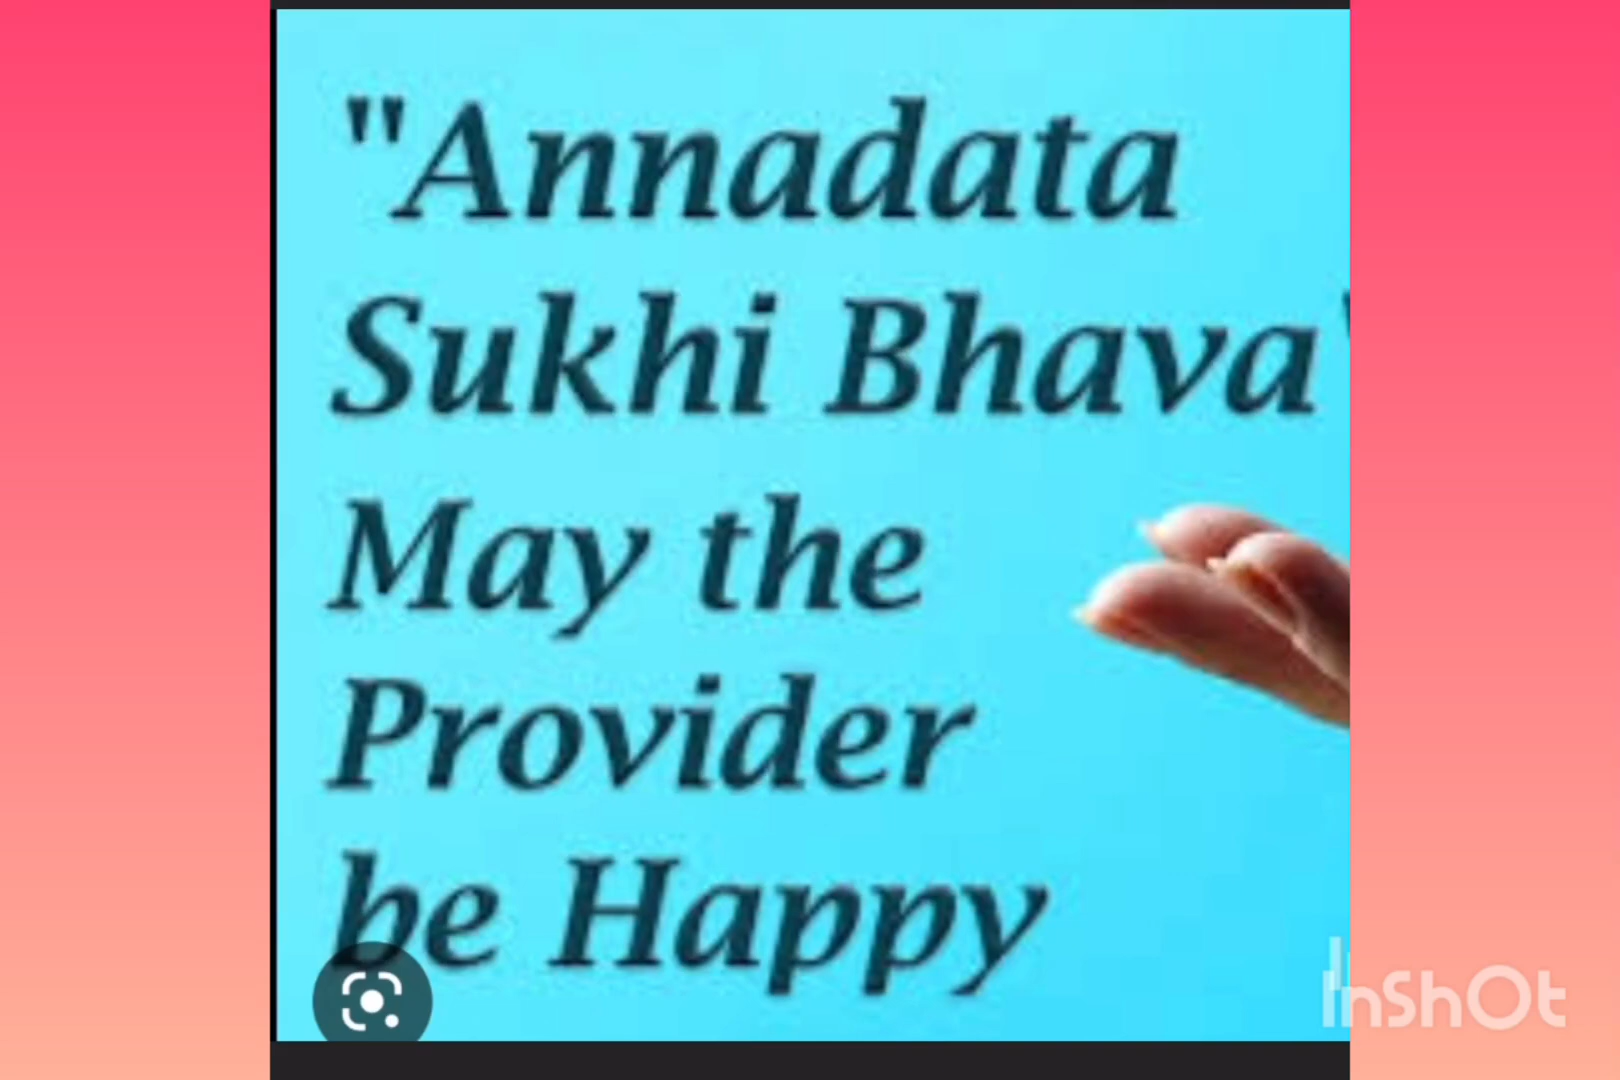 "Annadata
Sukhi Bhava"
May the
Provider
be Happy
InShOt